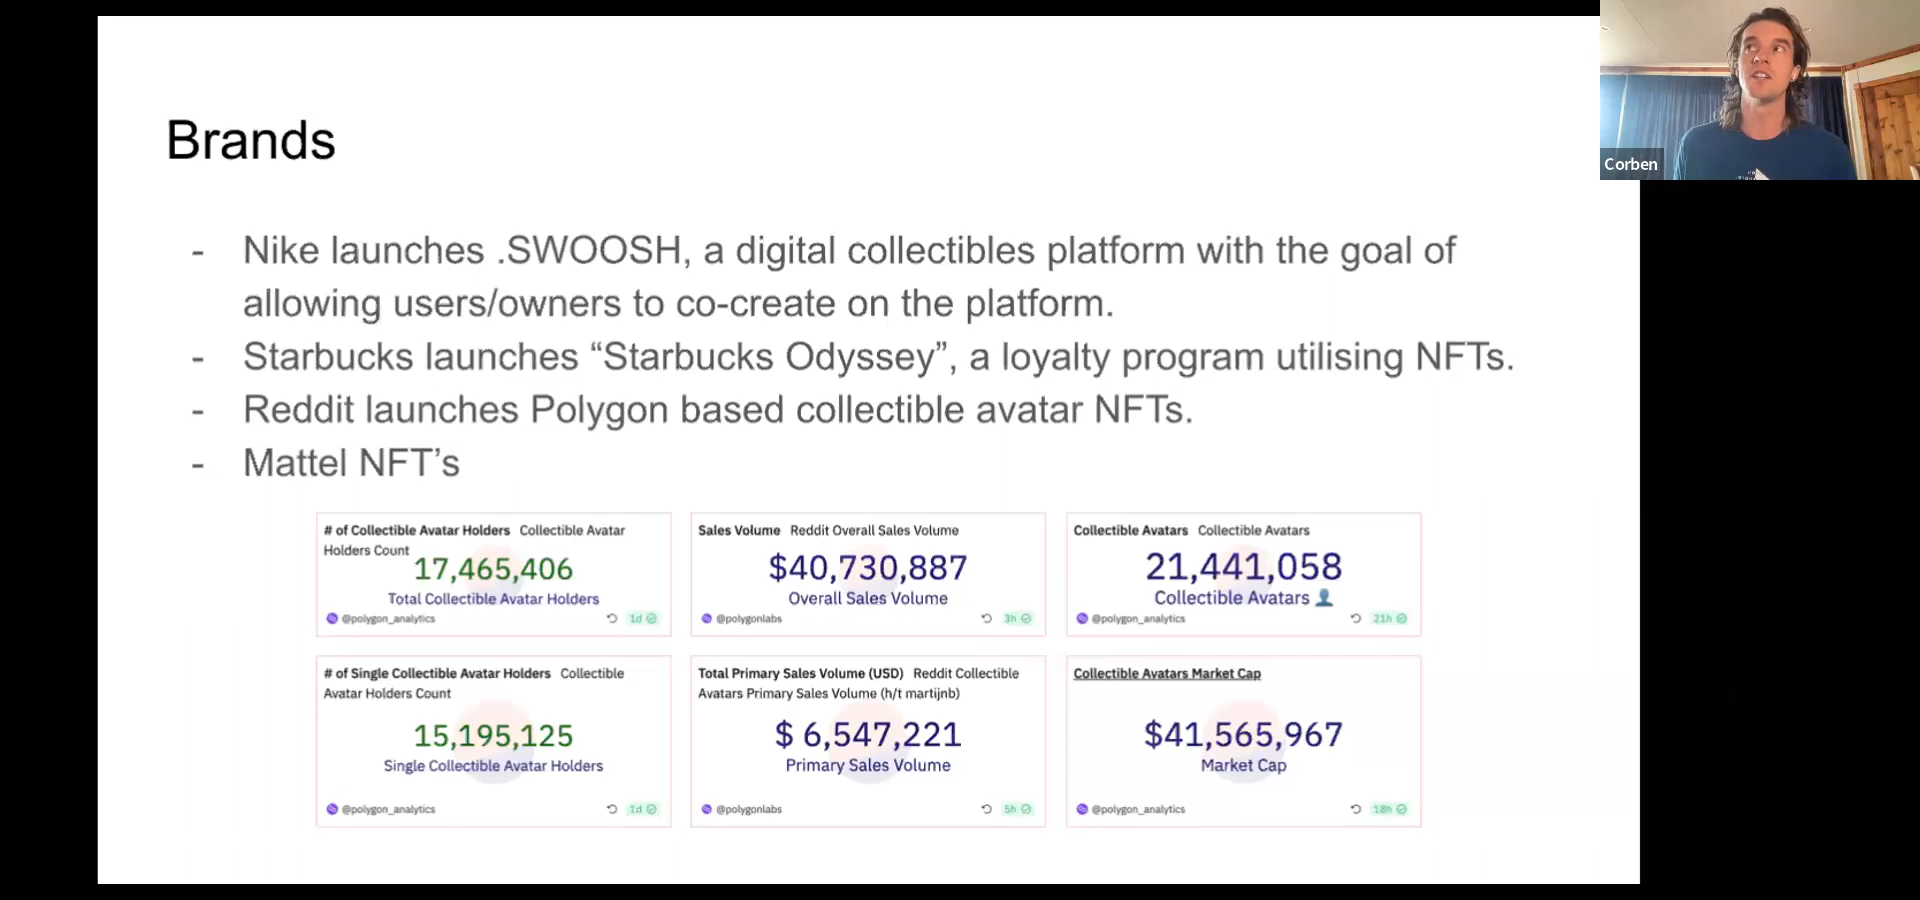 Brands
- Nike launches .SWOOSH, a digital collectibles platform with the goal of
allowing users/owners to co-create on the platform.
- Starbucks launches “Starbucks Odyssey”, a loyalty program utilising NFTs.
- Reddit launches Polygon based collectible avatar NFTs.
- Mattel NFT’s
# of Collectible Avatar Holders Collectible Avatar
Holders Count
17,465,406
Total Collectible Avatar Holders
@polygon_analytics 1d
Sales Volume Reddit Overall Sales Volume
$40,730,887
Overall Sales Volume
@polygonlabs 3h
Collectible Avatars Collectible Avatars
21,441,058
Collectible Avatars
@polygon_analytics 21h
# of Single Collectible Avatar Holders Collectible
Avatar Holders Count
15,195,125
Single Collectible Avatar Holders
@polygon_analytics 1d
Total Primary Sales Volume (USD) Reddit Collectible
Avatars Primary Sales Volume (h/t martijnb)
$ 6,547,221
Primary Sales Volume
@polygonlabs 5h
Collectible Avatars Market Cap
$41,565,967
Market Cap
@polygon_analytics 18h
Corben